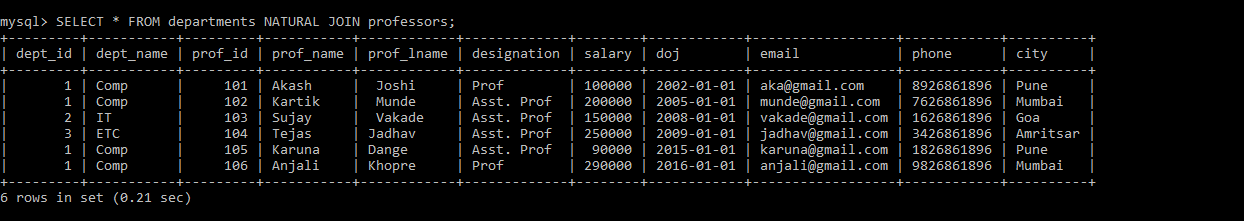 mysql> SELECT * FROM departments NATURAL JOIN professors;
+---------+-----------+---------+-----------+------------+-------------+--------+------------+------------------+------------+----------+
| dept_id | dept_name | prof_id | prof_name | prof_lname | designation | salary | doj        | email            | phone      | city     |
+---------+-----------+---------+-----------+------------+-------------+--------+------------+------------------+------------+----------+
|       1 | Comp      |     101 | Akash     |  Joshi     | Prof        | 100000 | 2002-01-01 | aka@gmail.com    | 8926861896 | Pune     |
|       1 | Comp      |     102 | Kartik    |  Munde     | Asst. Prof  | 200000 | 2005-01-01 | munde@gmail.com  | 7626861896 | Mumbai   |
|       2 | IT        |     103 | Sujay     |  Vakade    | Asst. Prof  | 150000 | 2008-01-01 | vakade@gmail.com | 1626861896 | Goa      |
|       3 | ETC       |     104 | Tejas     | Jadhav     | Asst. Prof  | 250000 | 2009-01-01 | jadhav@gmail.com | 3426861896 | Amritsar |
|       1 | Comp      |     105 | Karuna    | Dange      | Asst. Prof  |  90000 | 2015-01-01 | karuna@gmail.com | 1826861896 | Pune     |
|       1 | Comp      |     106 | Anjali    | Khopre     | Prof        | 290000 | 2016-01-01 | anjali@gmail.com | 9826861896 | Mumbai   |
+---------+-----------+---------+-----------+------------+-------------+--------+------------+------------------+------------+----------+
6 rows in set (0.21 sec)